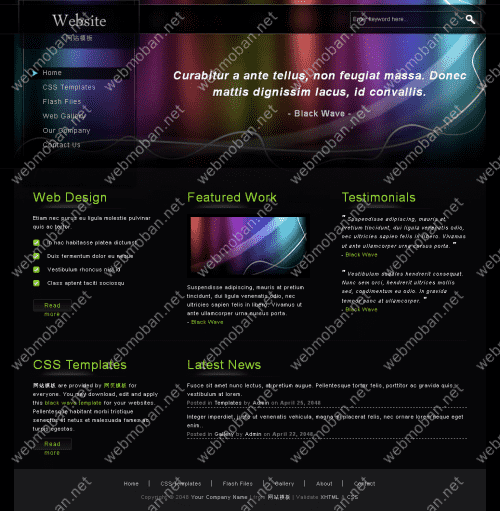 Website
网站模板
Enter keyword here...
Home
CSS Templates
Flash Files
Web Gallery
Our Company
Contact Us
Curabitur a ante tellus, non feugiat massa. Donec
mattis dignissim lacus, id convallis.
- Black Wave -
Web Design
Etiam nec purus eu ligula molestie pulvinar
quis ac tortor.
In hac habitasse platea dictumst
Duis fermentum dolor eu neque
Vestibulum rhoncus nisi id
Class aptent taciti sociosqu
Read
more
Featured Work
Suspendisse adipiscing, mauris at pretium
tincidunt, dui ligula venenatis odio, nec
ultricies sapien felis in libero. Vivamus ut
ante ullamcorper urna cursus porta.
- Black Wave
Testimonials
" Suspendisse adipiscing, mauris at
pretium tincidunt, dui ligula venenatis odio,
nec ultricies sapien felis in libero. Vivamus
ut ante ullamcorper urna cursus porta. "
- Black Wave
" Vestibulum pharetra hendrerit consequat.
Nunc sem orci, hendrerit ultrices mollis
sed, condimentum eu odio. In gravida
tempor nunc at ullamcorper. "
- Black Wave
CSS Templates
网站模板 are provided by 网页模板 for
everyone. You may download, edit and apply
this black wave template for your websites.
Pellentesque habitant morbi tristique
senectus et netus et malesuada fames ac
turpis egestas.
Read
more
Latest News
Fusce sit amet nunc lectus, at pretium augue. Pellentesque tortor felis, porttitor ac gravida quis,
vestibulum at lorem.
Posted in Templates by Admin on April 25, 2048
Integer imperdiet, justo ut venenatis vehicula, magna mi placerat felis, nec ornare lorem neque eget
enim.
Posted in Gallery by Admin on April 22, 2048
Home | CSS Templates | Flash Files | Gallery | About | Contact
Copyright © 2048 Your Company Name | from 网站模板 | Validate XHTML | CSS
webmoban.net